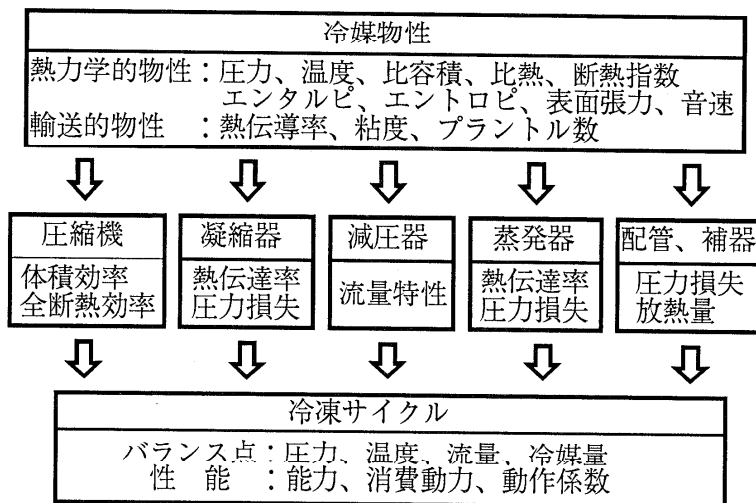 冷媒物性
熱力学的物性：圧力、温度、比容積、比熱、断熱指数
エンタルピ、エントロピ、表面張力、音速
輸送的物性：熱伝導率、粘度、プラントル数
圧縮機
体積効率
全断熱効率
凝縮器
熱伝達率
圧力損失
減圧器
流量特性
蒸発器
熱伝達率
圧力損失
配管、補器
圧力損失
放熱量
冷凍サイクル
バランス点：圧力、温度、流量、冷媒量
性能：能力、消費動力、動作係数